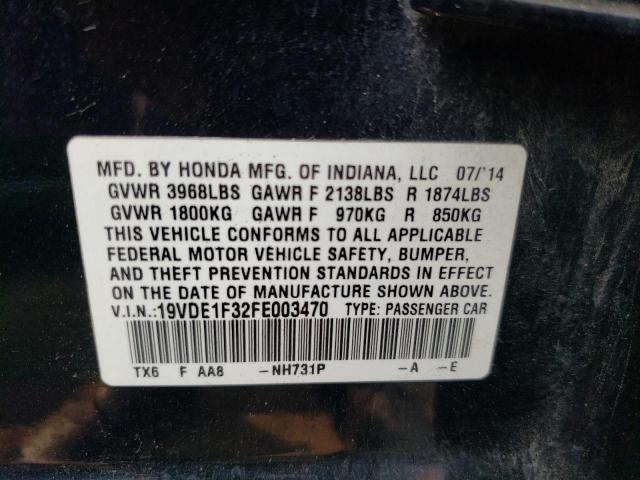 MFD. BY HONDA MFG. OF INDIANA, LLC 07/'14
GVWR 3968LBS GAWR F 2138LBS R 1874LBS
GVWR 1800KG GAWR F 970KG R 850KG
THIS VEHICLE CONFORMS TO ALL APPLICABLE
FEDERAL MOTOR VEHICLE SAFETY, BUMPER,
AND THEFT PREVENTION STANDARDS IN EFFECT
ON THE DATE OF MANUFACTURE SHOWN ABOVE.
V.I.N.:19VDE1F32FE003470 TYPE: PASSENGER CAR
TX6 F AA8 -NH731P -A -E